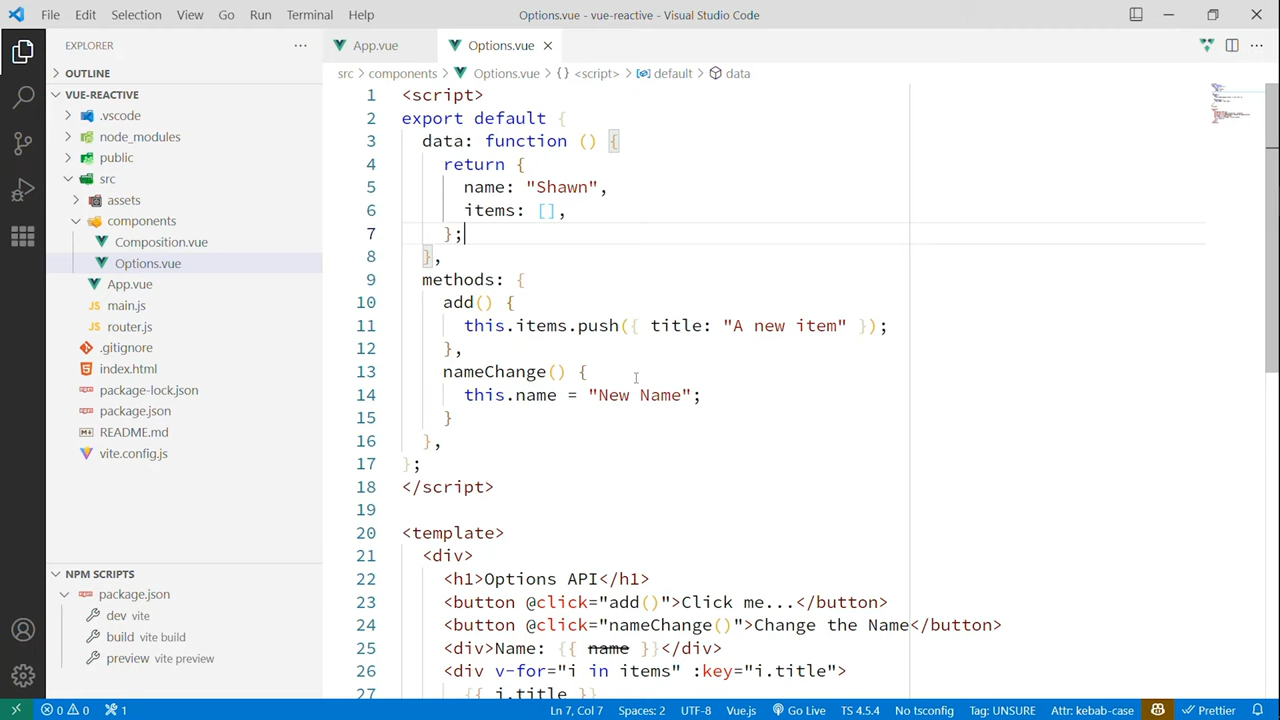 File Edit Selection View Go Run Terminal Help Options.vue - vue-reactive - Visual Studio Code
EXPLORER
OUTLINE
VUE-REACTIVE
.vscode
node_modules
public
src
assets
components
Composition.vue
Options.vue
App.vue
main.js
router.js
.gitignore
index.html
package-lock.json
package.json
README.md
vite.config.js
NPM SCRIPTS
package.json
dev vite
build vite build
preview vite preview
App.vue Options.vue
src > components > Options.vue > {} <script> > default > data
1 <script>
2 export default {
3 data: function () {
4 return {
5 name: "Shawn",
6 items: [],
7 };
8 },
9 methods: {
10 add() {
11 this.items.push({ title: "A new item" });
12 },
13 nameChange() {
14 this.name = "New Name";
15 }
16 },
17 };
18 </script>
19
20 <template>
21 <div>
22 <h1>Options API</h1>
23 <button @click="add()">Click me...</button>
24 <button @click="nameChange()">Change the Name</button>
25 <div>Name: {{ name }}</div>
26 <div v-for="i in items" :key="i.title">
27 {{ i.title }}
0 0 1 Ln 7, Col 7 Spaces: 2 UTF-8 Vue.js Go Live TS 4.5.4 No tsconfig Tag: UNSURE Attr: kebab-case Prettier